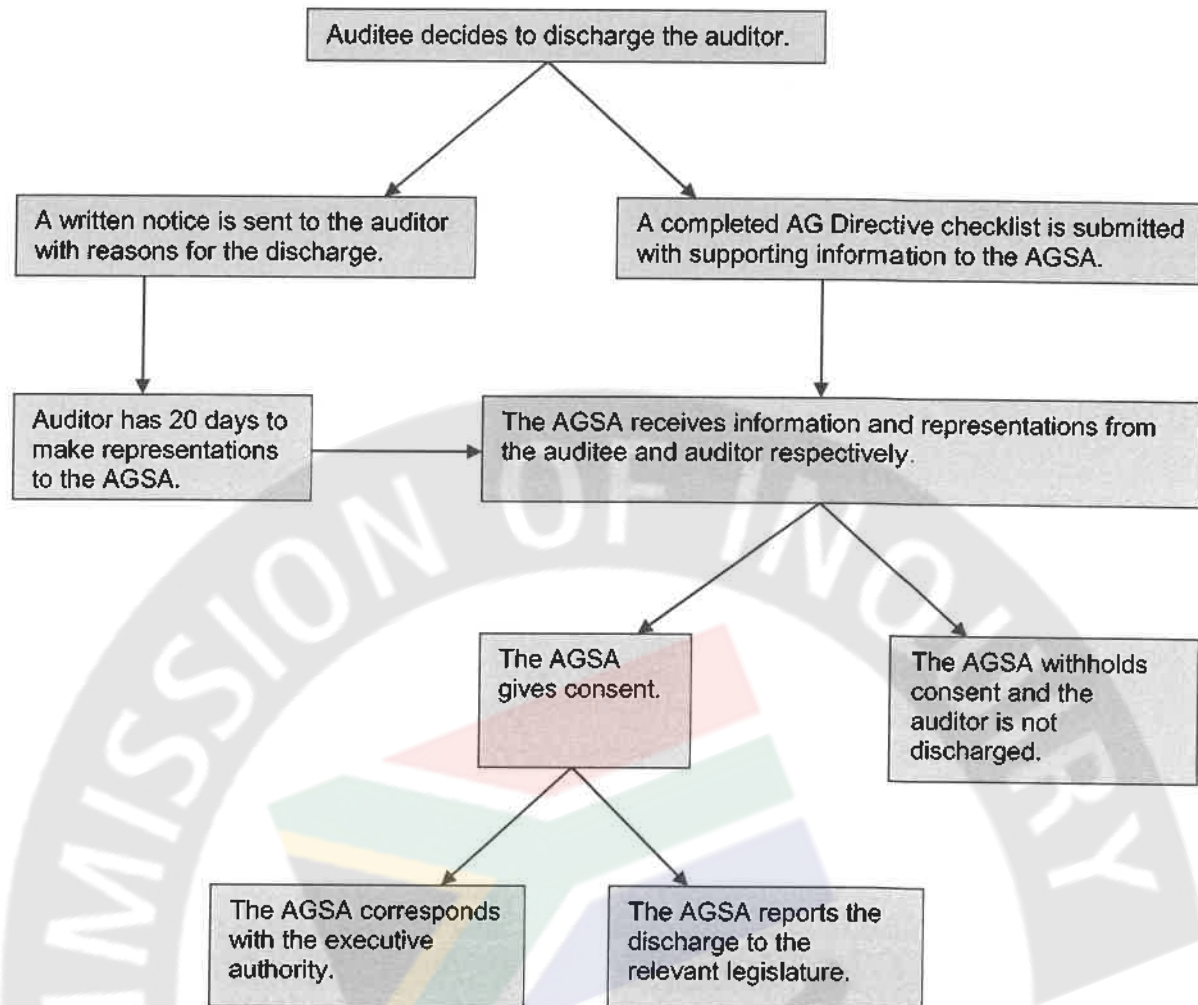 Auditee decides to discharge the auditor.
A written notice is sent to the auditor
with reasons for the discharge.
A completed AG Directive checklist is submitted
with supporting information to the AGSA.
Auditor has 20 days to
make representations
to the AGSA.
The AGSA receives information and representations from
the auditee and auditor respectively.
The AGSA
gives consent.
The AGSA withholds
consent and the
auditor is not
discharged.
The AGSA corresponds
with the executive
authority.
The AGSA reports the
discharge to the
relevant legislature.
MMISSION OF INQUIRY